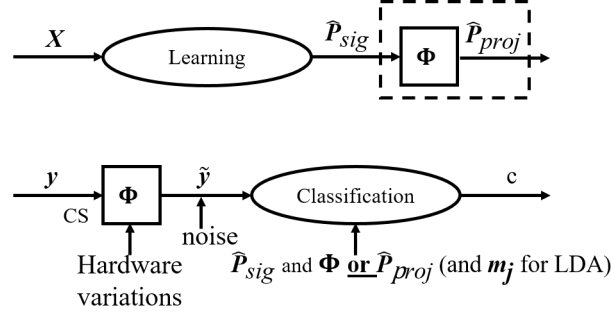 X Learning P̂sig Φ P̂proj
y CS Φ ỹ Classification c
noise
Hardware variations
P̂sig and Φ or P̂proj (and mj for LDA)